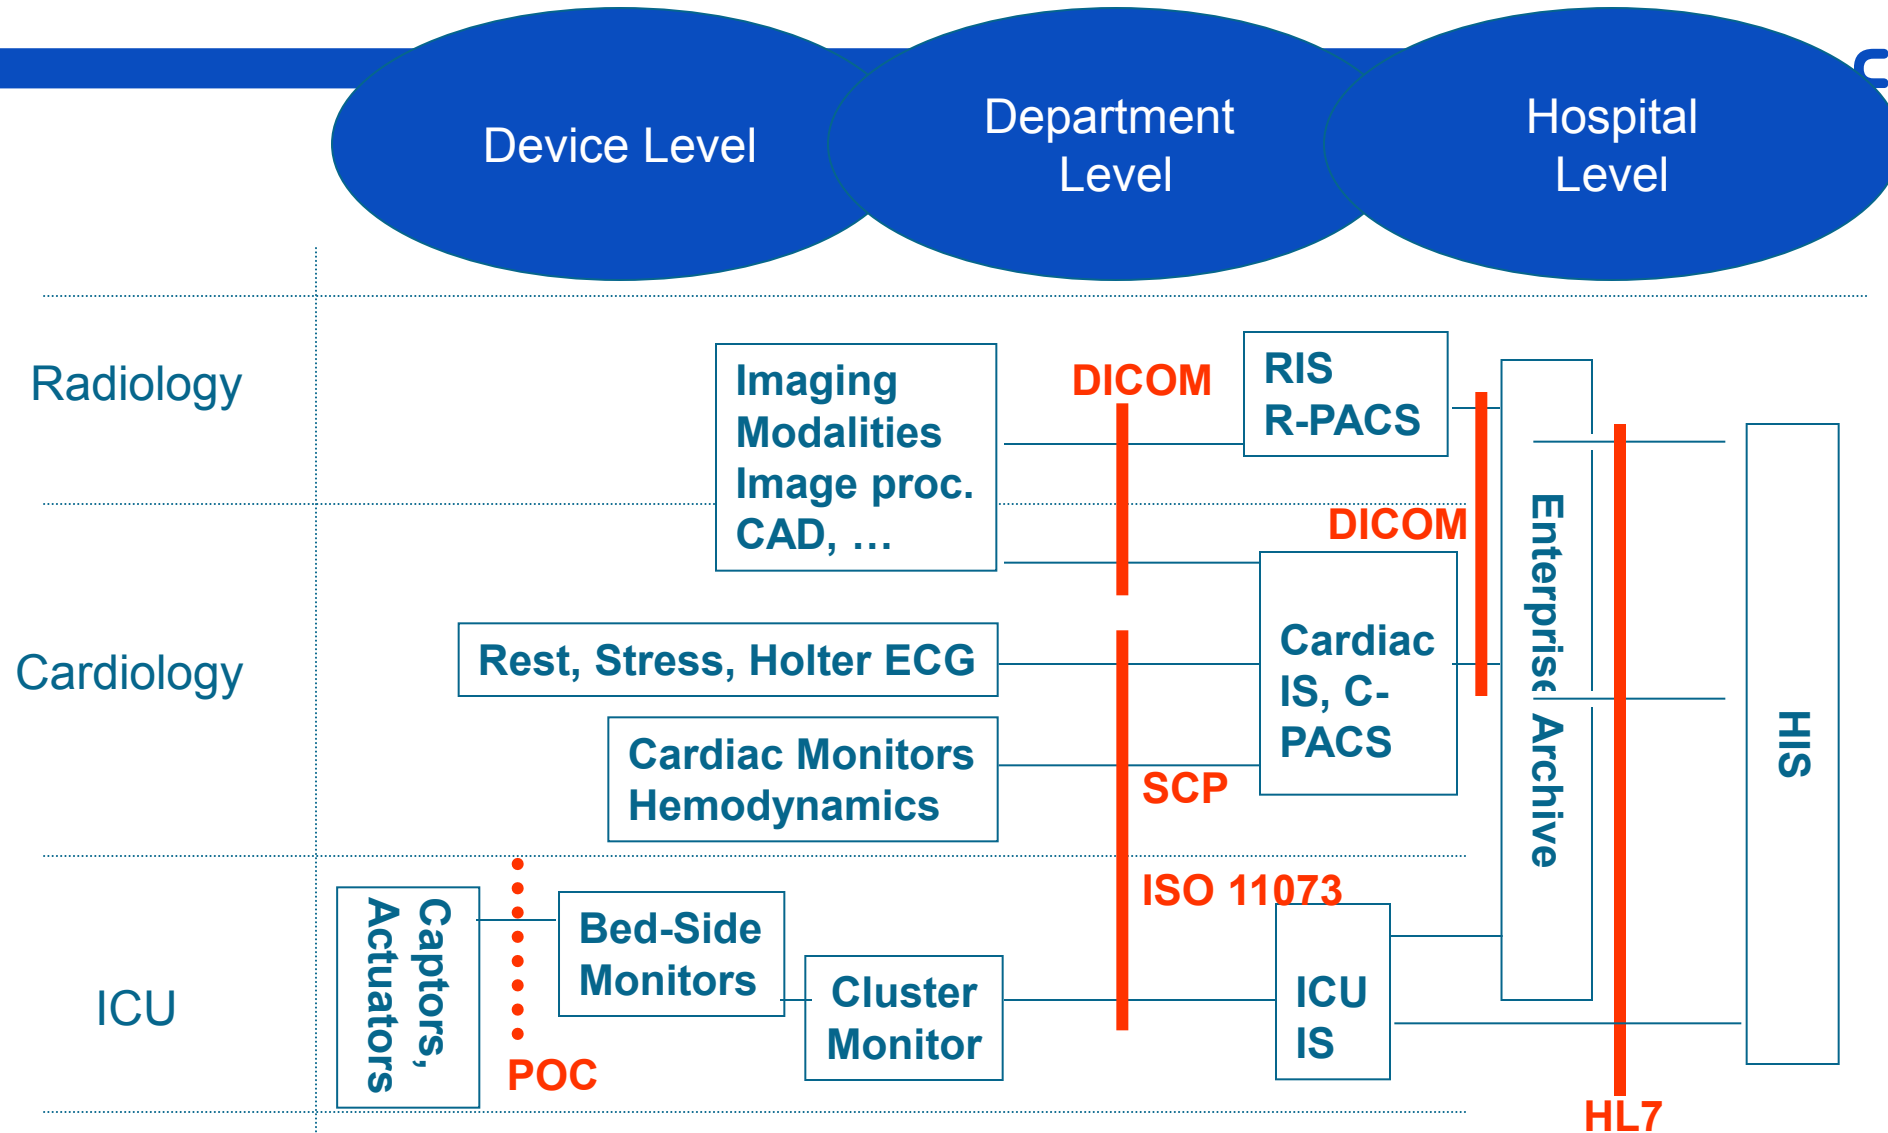 Device Level
Department
Level
Hospital
Level
Radiology
Imaging
Modalities
Image proc.
CAD, …
DICOM
RIS
R-PACS
DICOM
Enterprise Archive
HIS
Cardiology
Rest, Stress, Holter ECG
Cardiac Monitors
Hemodynamics
SCP
Cardiac
IS, C-
PACS
ICU
Captors,
Actuators
POC
Bed-Side
Monitors
Cluster
Monitor
ISO 11073
ICU
IS
HL7